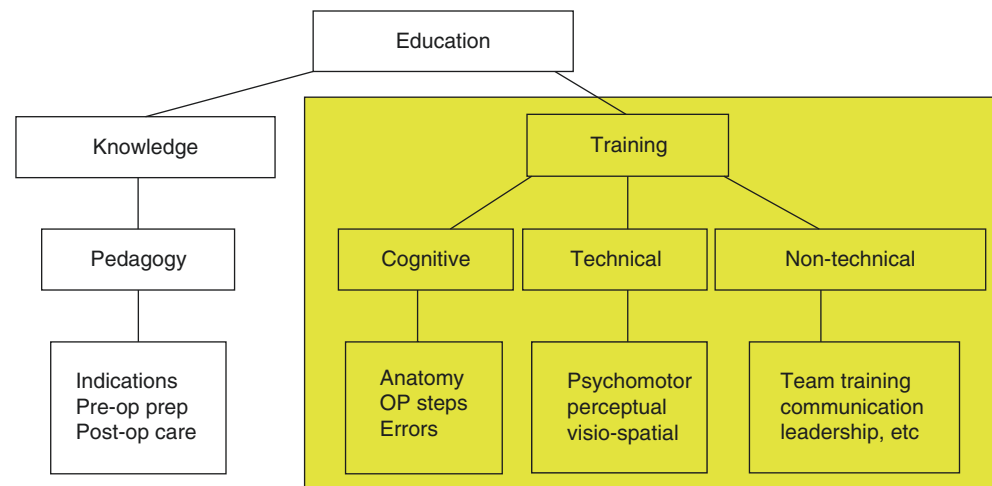 Education
Knowledge
Training
Pedagogy
Cognitive
Technical
Non-technical
Indications
Pre-op prep
Post-op care
Anatomy
OP steps
Errors
Psychomotor
perceptual
visio-spatial
Team training
communication
leadership, etc